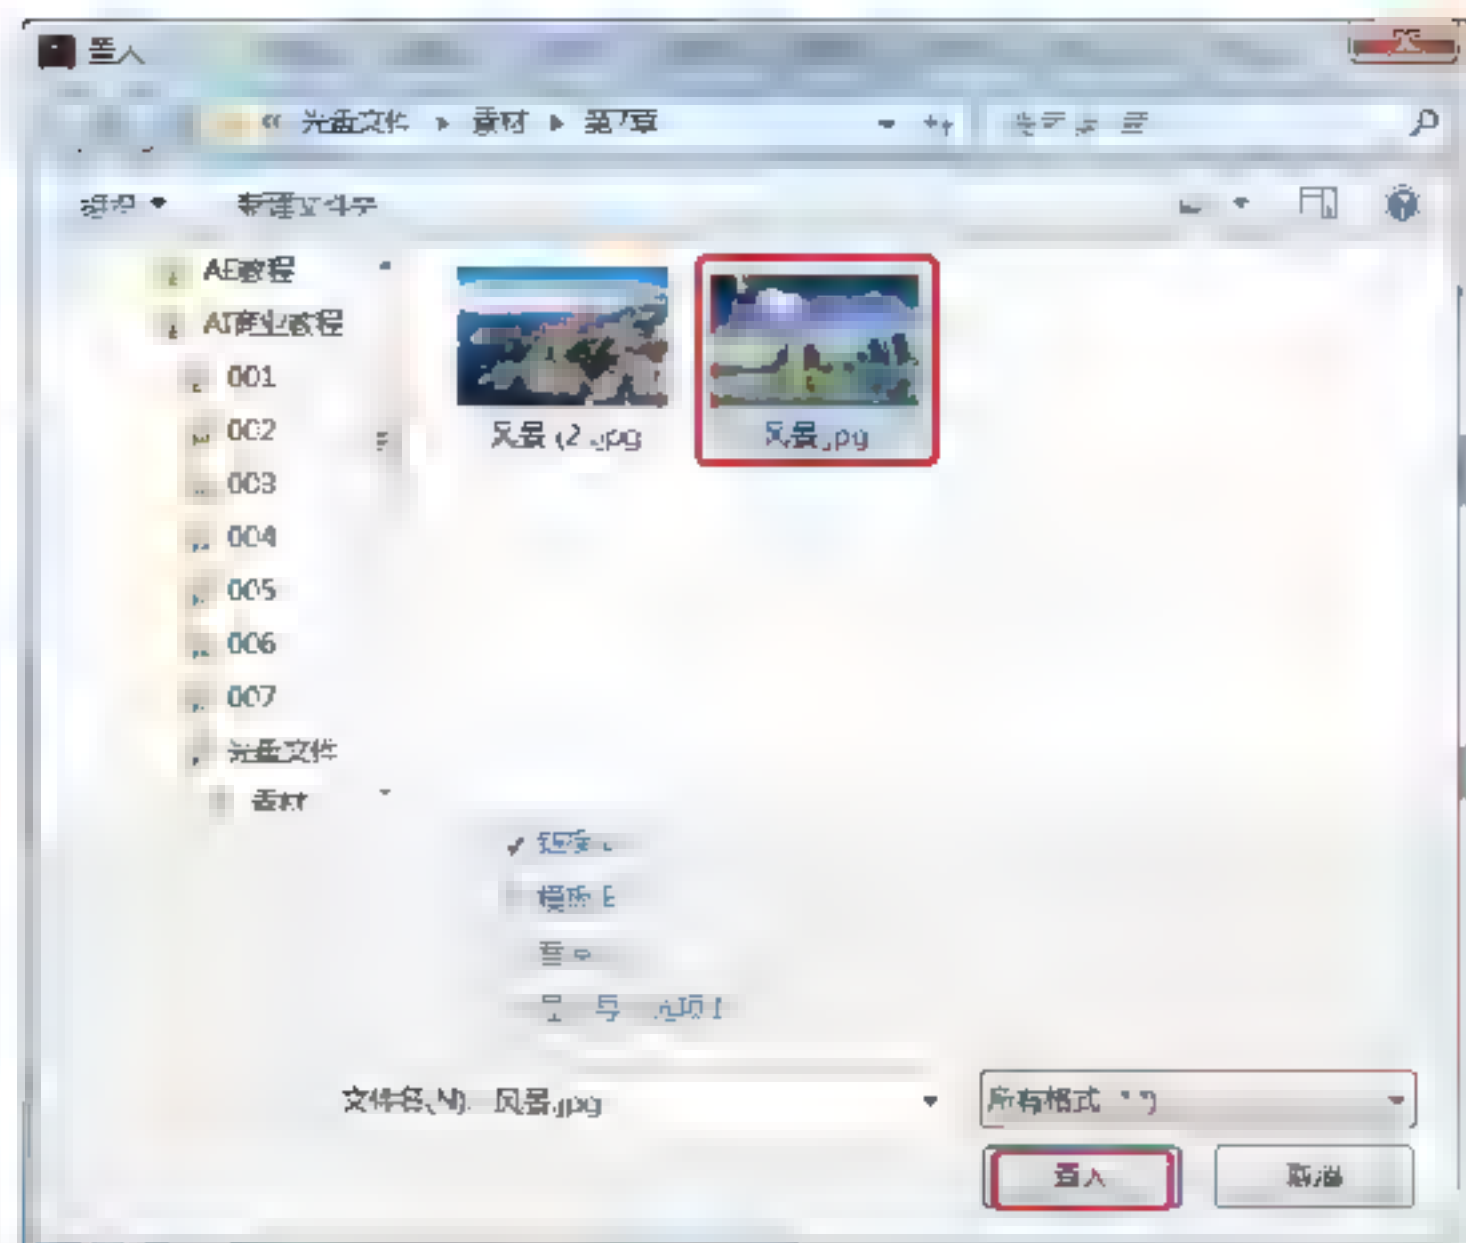 置入
« 光盘文件 ▸ 素材 ▸ 第7章
组织 新建文件夹
AE教程
AI商业教程
001
002
003
004
005
006
007
光盘文件
素材
风景 (2).jpg 风景.jpg
✓ 链接
模板
文件名(N): 风景.jpg 所有格式
置入 取消